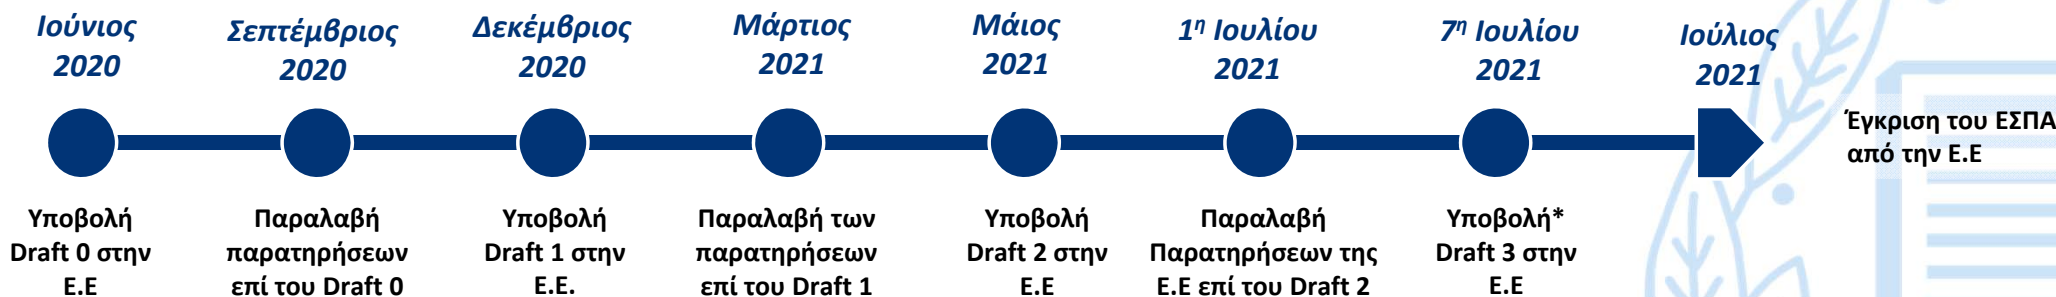 Ιούνιος
2020
Σεπτέμβριος
2020
Δεκέμβριος
2020
Μάρτιος
2021
Μάιος
2021
1η Ιουλίου
2021
7η Ιουλίου
2021
Ιούλιος
2021
Έγκριση του ΕΣΠΑ
από την Ε.Ε
Υποβολή
Draft 0 στην
Ε.Ε
Παραλαβή
παρατηρήσεων
επί του Draft 0
Υποβολή
Draft 1 στην
Ε.Ε.
Παραλαβή των
παρατηρήσεων
επί του Draft 1
Υποβολή
Draft 2 στην
Ε.Ε
Παραλαβή
Παρατηρήσεων της
Ε.Ε επί του Draft 2
Υποβολή*
Draft 3 στην
Ε.Ε